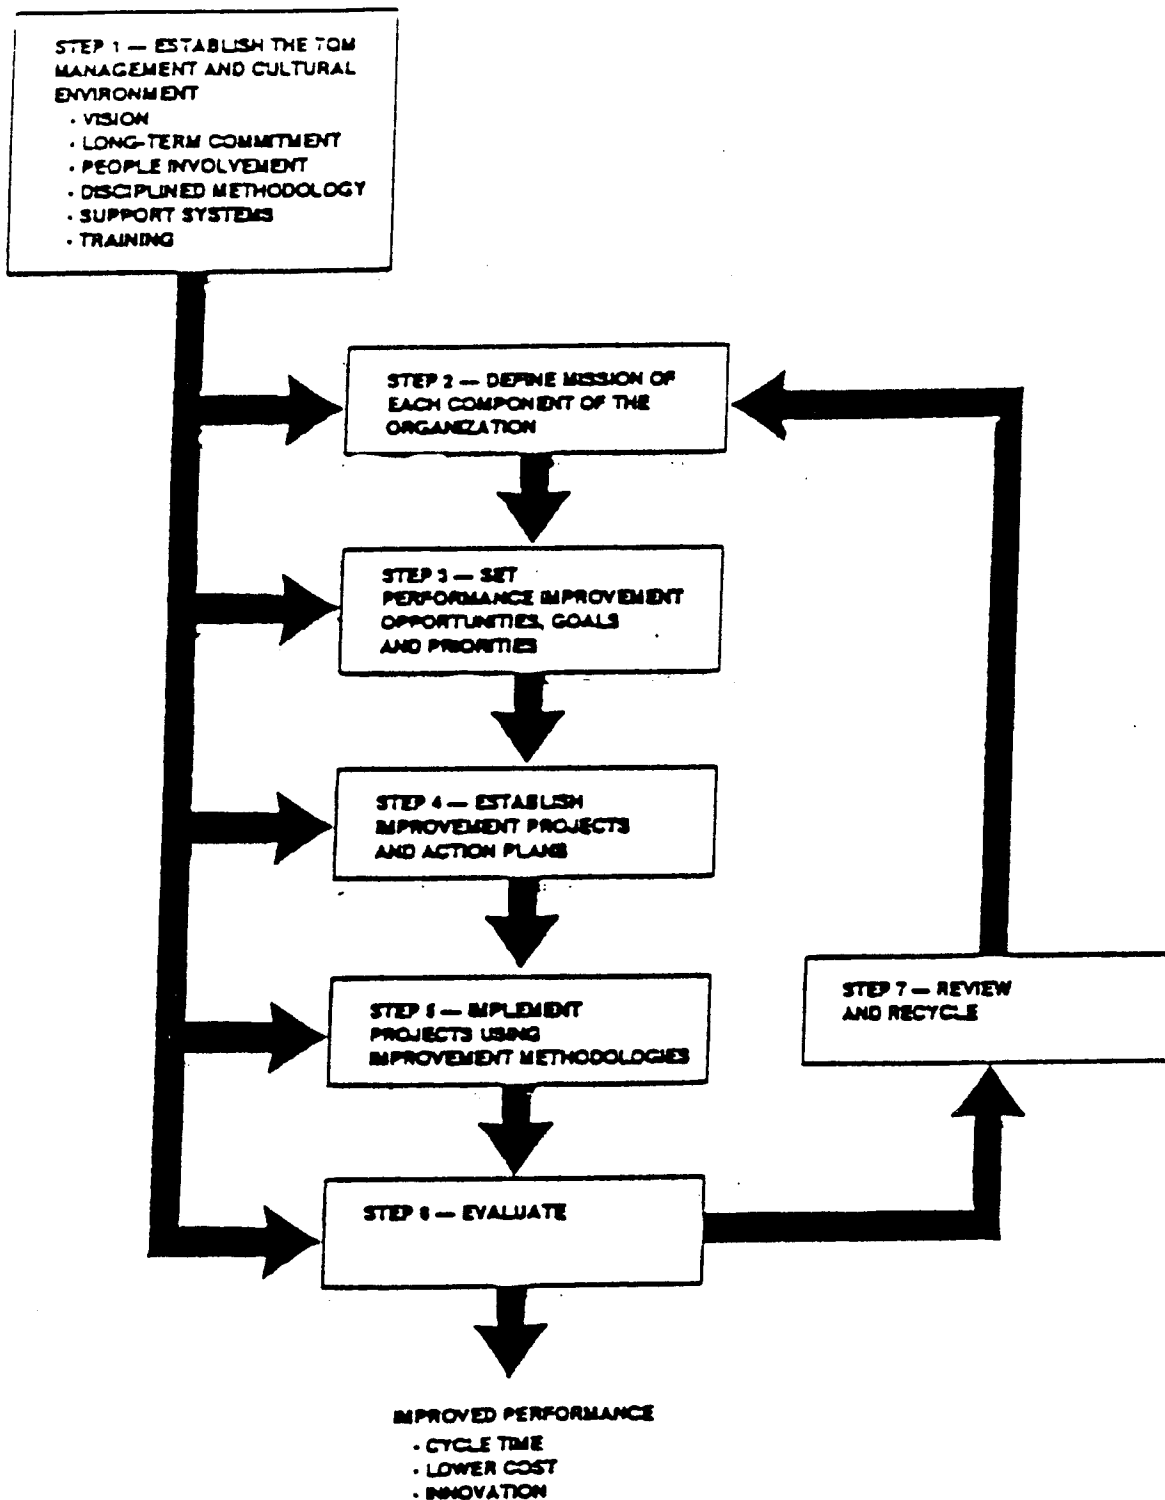 STEP 1 — ESTABLISH THE TQM
MANAGEMENT AND CULTURAL
ENVIRONMENT
• VISION
• LONG-TERM COMMITMENT
• PEOPLE INVOLVEMENT
• DISCIPLINED METHODOLOGY
• SUPPORT SYSTEMS
• TRAINING
STEP 2 — DEFINE MISSION OF
EACH COMPONENT OF THE
ORGANIZATION
STEP 3 — SET
PERFORMANCE IMPROVEMENT
OPPORTUNITIES, GOALS
AND PRIORITIES
STEP 4 — ESTABLISH
IMPROVEMENT PROJECTS
AND ACTION PLANS
STEP 5 — IMPLEMENT
PROJECTS USING
IMPROVEMENT METHODOLOGIES
STEP 6 — EVALUATE
STEP 7 — REVIEW
AND RECYCLE
IMPROVED PERFORMANCE
• CYCLE TIME
• LOWER COST
• INNOVATION